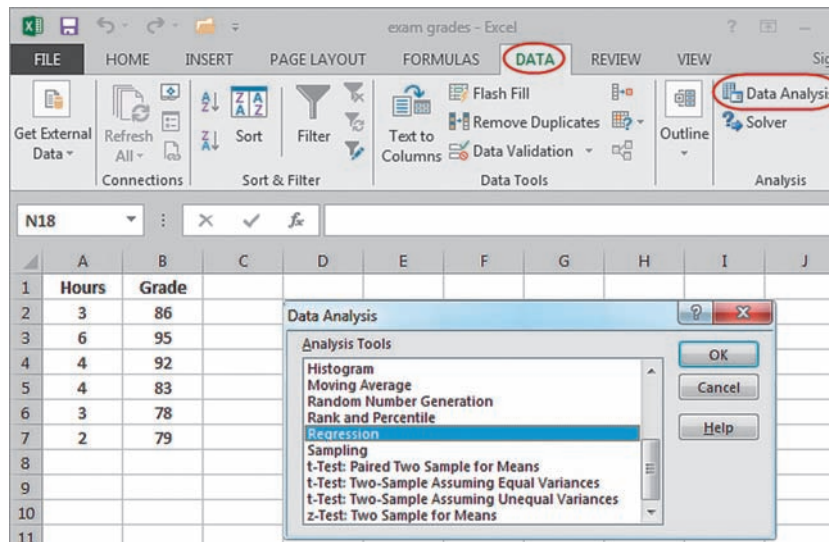 exam grades - Excel
FILE HOME INSERT PAGE LAYOUT FORMULAS DATA REVIEW VIEW
Get External Data
Refresh All
Connections
Sort
Filter
Sort & Filter
Text to Columns
Flash Fill
Remove Duplicates
Data Validation
Data Tools
Outline
Data Analysis
Solver
Analysis
N18 fx
A B C D E F G H I J
1 Hours Grade
2 3 86
3 6 95
4 4 92
5 4 83
6 3 78
7 2 79
8
9
10
11
Data Analysis
Analysis Tools
Histogram
Moving Average
Random Number Generation
Rank and Percentile
Regression
Sampling
t-Test: Paired Two Sample for Means
t-Test: Two-Sample Assuming Equal Variances
t-Test: Two-Sample Assuming Unequal Variances
z-Test: Two Sample for Means
OK
Cancel
Help